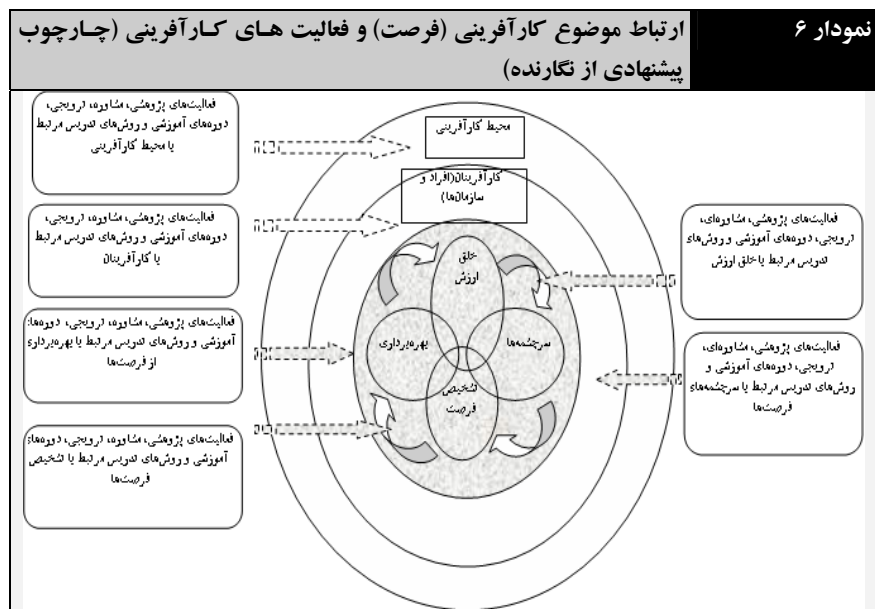 نمودار ۶
ارتباط موضوع کارآفرینی (فرصت) و فعالیت های کـارآفرینی (چـارچوب
پیشنهادی از نگارنده)
محیط کارآفرینی
کارآفرینان(افراد و
سازمان‌ها)
خلق
ارزش
سرچشمه‌ها
تشخیص
فرصت
بهره‌برداری
فعالیت‌های پژوهشی، مشاوره‌ای،
ترویجی، دوره‌های آموزشی و روش‌های
تدریس مرتبط با خلق ارزش
فعالیت‌های پژوهشی، مشاوره‌ای،
ترویجی، دوره‌های آموزشی و
روش‌های تدریس مرتبط با سرچشمه‌های
فرصت‌ها
فعالیت‌های پژوهشی، مشاوره، ترویجی،
دوره‌های آموزشی و روش‌های تدریس مرتبط
با محیط کارآفرینی
فعالیت‌های پژوهشی، مشاوره، ترویجی،
دوره‌های آموزشی و روش‌های تدریس مرتبط
با کارآفرینان
فعالیت‌های پژوهشی، مشاوره، ترویجی، دوره‌ها:
آموزشی و روش‌های تدریس مرتبط با بهره‌برداری
از فرصت‌ها
فعالیت‌های پژوهشی، مشاوره، ترویجی، دوره‌ها:
آموزشی و روش‌های تدریس مرتبط با تشخیص
فرصت‌ها